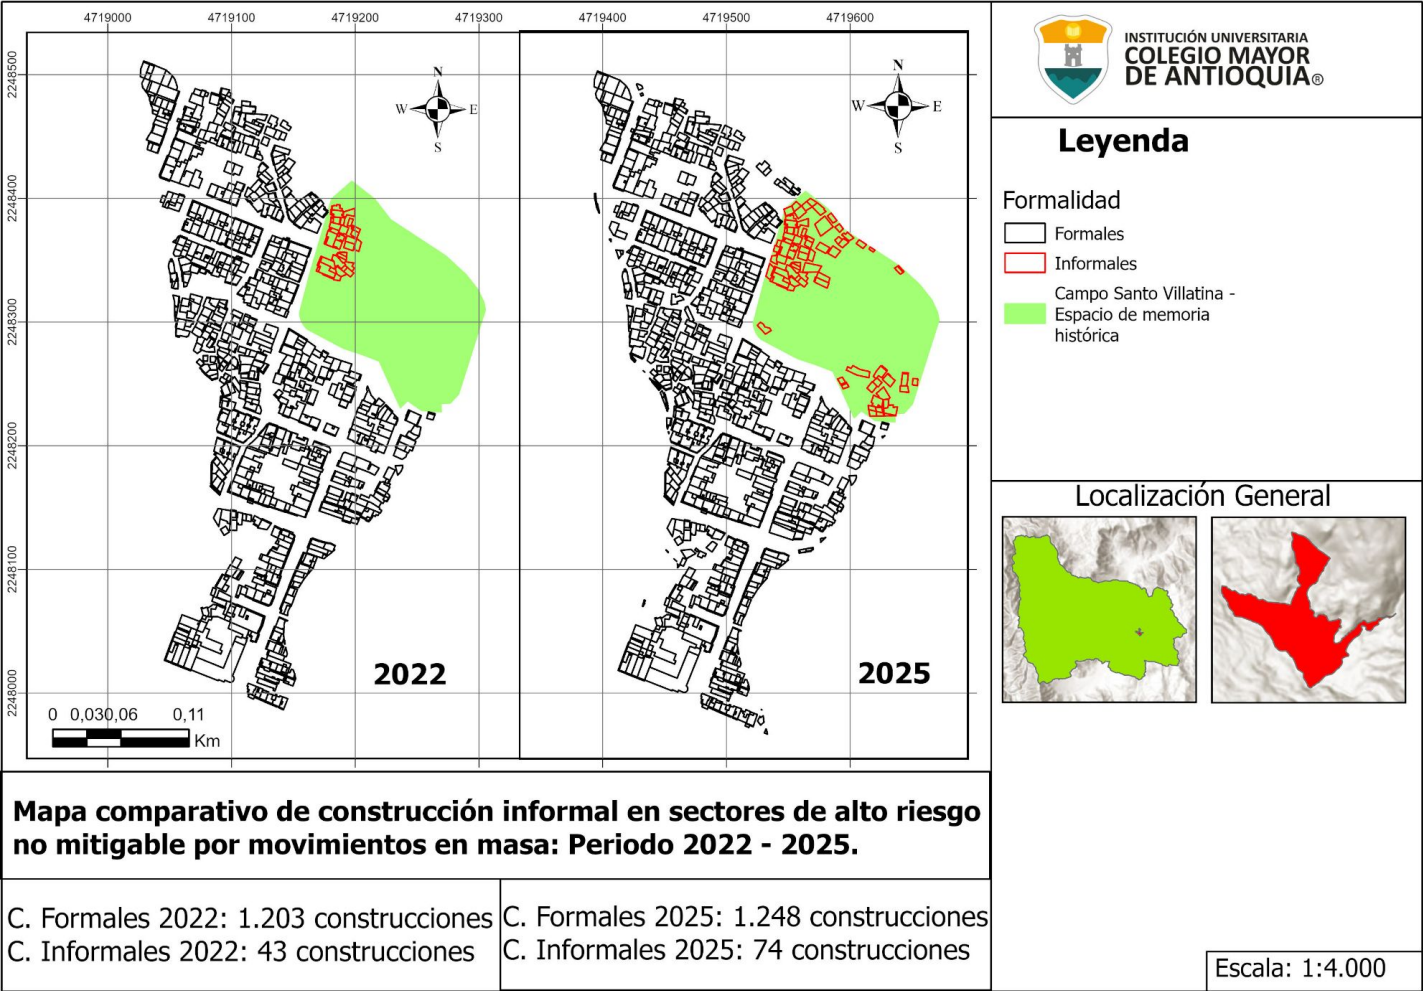 4719000 4719100 4719200 4719300 4719400 4719500 4719600
2248500
2248400
2248300
2248200
2248100
2248000
N
W E
S
N
W E
S
2022
2025
0 0,030,06 0,11
Km
INSTITUCIÓN UNIVERSITARIA
COLEGIO MAYOR
DE ANTIOQUIA®
Leyenda
Formalidad
Formales
Informales
Campo Santo Villatina -
Espacio de memoria
histórica
Localización General
Mapa comparativo de construcción informal en sectores de alto riesgo
no mitigable por movimientos en masa: Periodo 2022 - 2025.
C. Formales 2022: 1.203 construcciones
C. Informales 2022: 43 construcciones
C. Formales 2025: 1.248 construcciones
C. Informales 2025: 74 construcciones
Escala: 1:4.000